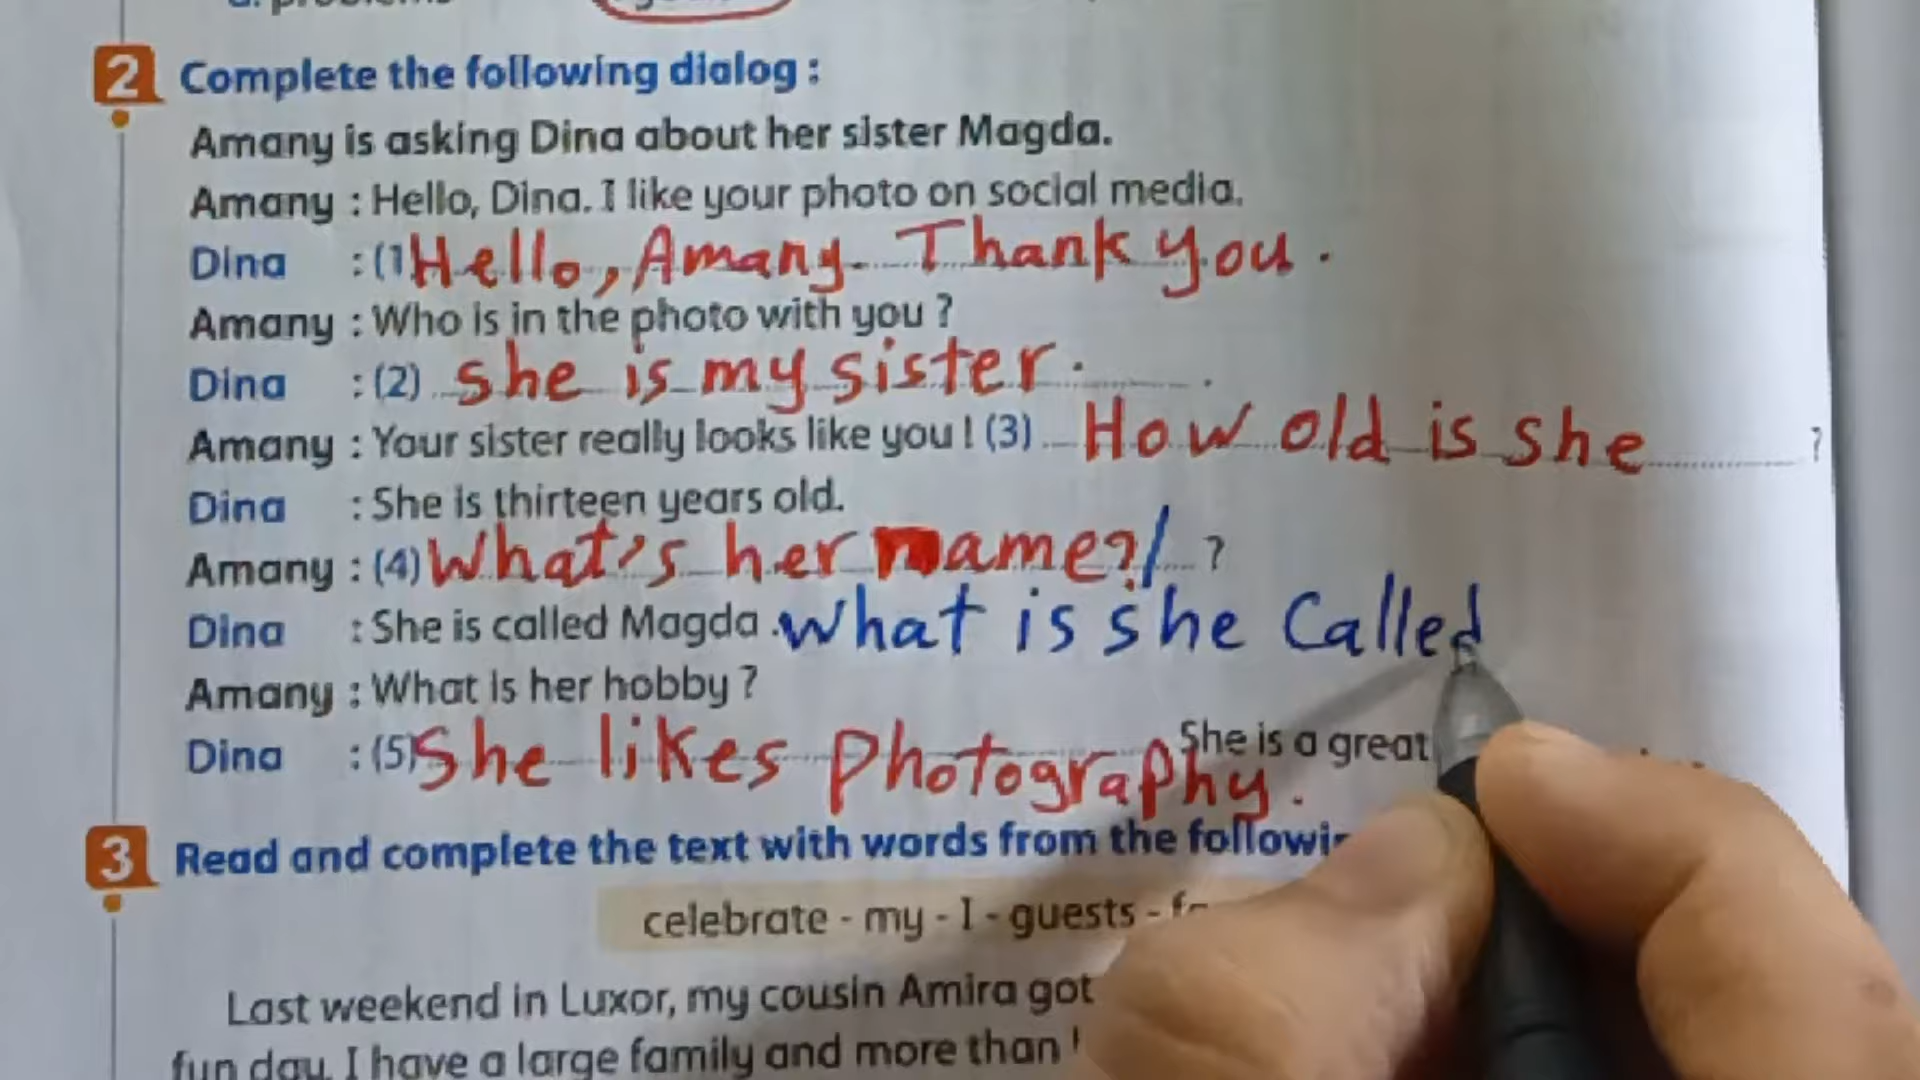 2 Complete the following dialog :
Amany is asking Dina about her sister Magda.
Amany : Hello, Dina. I like your photo on social media.
Dina : (1 Hello, Amany. Thank you.
Amany : Who is in the photo with you ?
Dina : (2) she is my sister.
Amany : Your sister really looks like you ! (3) How old is she ?
Dina : She is thirteen years old.
Amany : (4) What's her name?/ ?
Dina : She is called Magda . What is she Called
Amany : What is her hobby ?
Dina : (5) She likes Photography. She is a great
3 Read and complete the text with words from the
celebrate - my - I - guests -
Last weekend in Luxor, my cousin Amira got
fun day. I have a large family and more than